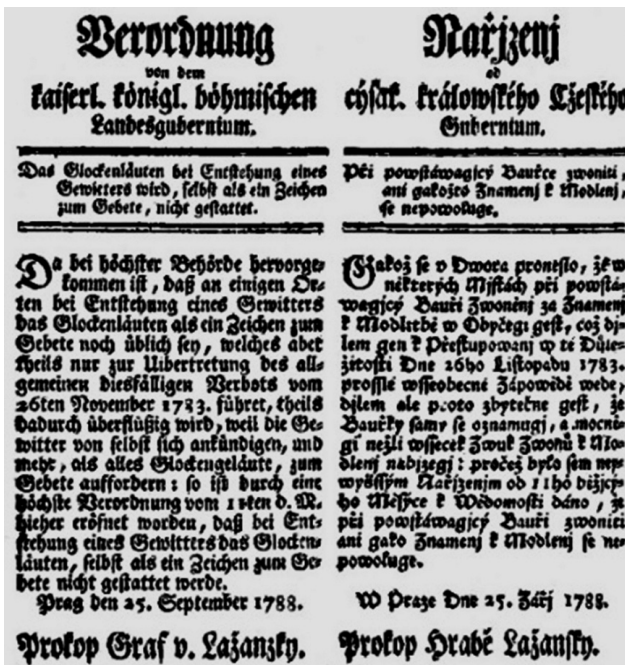 Verordnung
von dem
kaiserl. königl. böhmischen
Landesgubernium.
Das Glockenläuten bei Entstehung eines
Gewitters wird, selbst als ein Zeichen
zum Gebete, nicht gestattet.
Da bei höchster Behörde hervorge-
kommen ist, daß an einigen Or-
ten bei Entstehung eines Gewitters
das Glockenläuten als ein Zeichen zum
Gebete noch üblich sey, welches aber
theils nur zur Uibertretung des all-
gemeinen diesfälligen Verbots vom
26ten November 1783. führet, theils
dadurch überflüßig wird, weil die Ge-
witter von selbst sich ankündigen, und
mehr, als alles Glockengeläute, zum
Gebete auffordern: so ist durch eine
höchste Verordnung vom 11ten d. M.
hieher eröfnet worden, daß bei Ent-
stehung eines Gewitters das Glocken-
läuten, selbst als ein Zeichen zum Ge-
bete nicht gestattet werde.
Prag den 25. September 1788.
Prokop Graf v. Lažanzky.
Nařjzenj
od
cýsař. králowského Cžeského
Gubernium.
Při powstáwagjcý Bauřce zwoniti,
ani gakožto Znamenj k Modlenj,
se nepowoluge.
Gakož se v Dwora proneslo, že w
některých Mjstách při powstá-
wagjcý Bauři Zwoněnj za Znamenj
k Modlitbě w Obyčegi gest, což dj-
lem gen k Přestupowanj w té Důle-
žitosti Dne 26ho Listopadu 1783.
prošlé wsseobecné Zápowědi wede,
djlem ale proto zbytečné gest, že
Bauřky samy se oznamugj, a mocně-
gi nežli wssecek Zwuk Zwonů k Mo-
dlenj nabjzegj: pročež bylo sem ney-
wyšším Nařjzenjm od 11ho běžjcý-
ho Měsýce k Wědomosti dáno, že
při powstáwagjcý Bauři zwoniti
ani gako Znamenj k Modlenj se ne-
powoluge.
W Praze Dne 25. Zářj 1788.
Prokop Hrabě Lažansky.